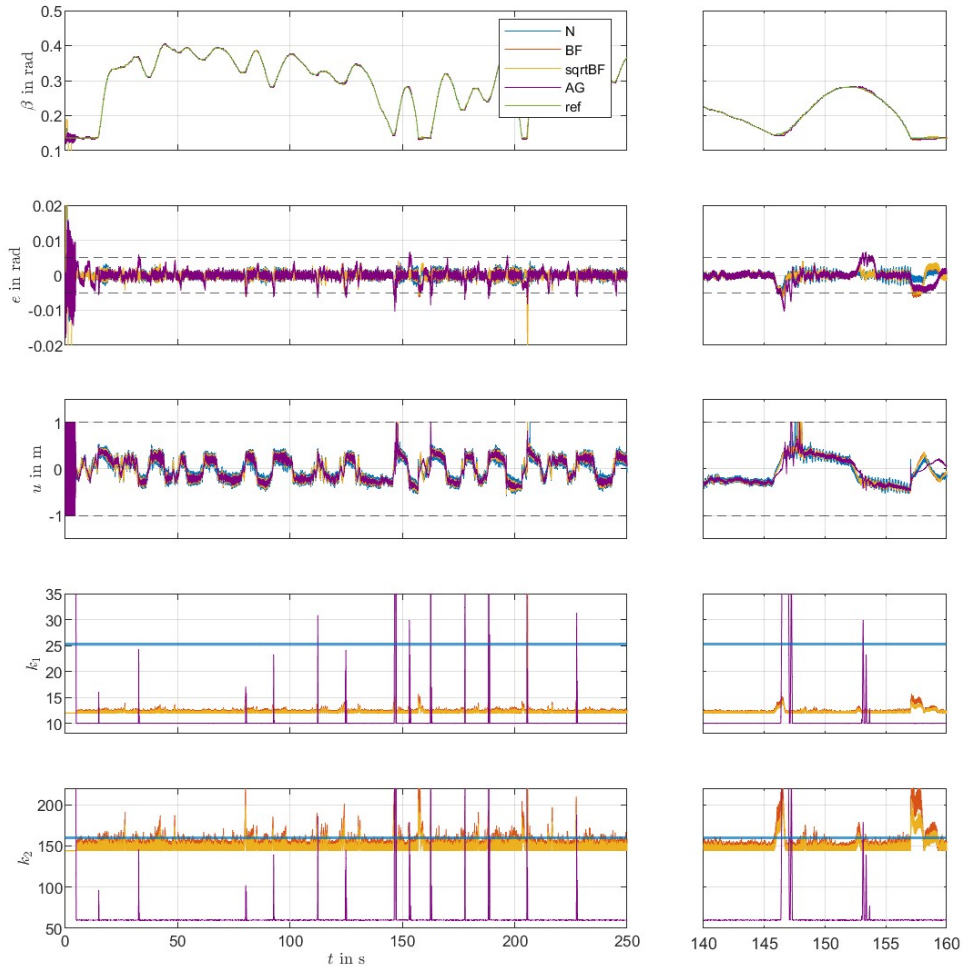 0.5
0.4
0.3
0.2
0.1
β in rad
N
BF
sqrtBF
AG
ref
0.02
0.01
0
-0.01
-0.02
e in rad
1
0
-1
u in m
35
30
25
20
15
10
k₁
200
150
100
50
k₂
0 50 100 150 200 250
t in s
140 145 150 155 160